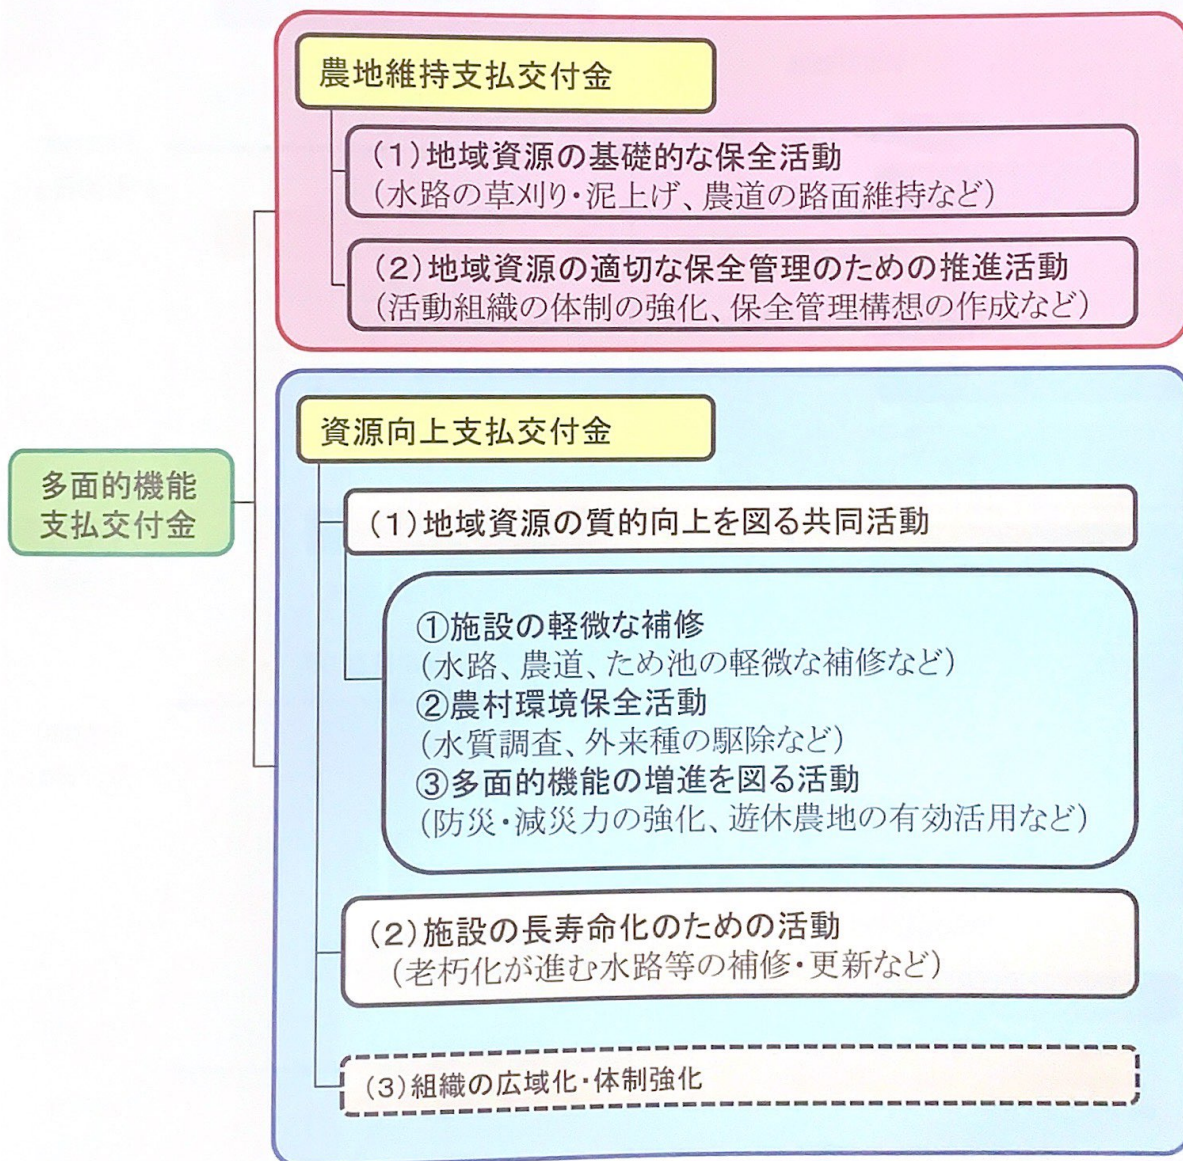 農地維持支払交付金
(1)地域資源の基礎的な保全活動
(水路の草刈り・泥上げ、農道の路面維持など)
(2)地域資源の適切な保全管理のための推進活動
(活動組織の体制の強化、保全管理構想の作成など)
多面的機能
支払交付金
資源向上支払交付金
(1)地域資源の質的向上を図る共同活動
①施設の軽微な補修
(水路、農道、ため池の軽微な補修など)
②農村環境保全活動
(水質調査、外来種の駆除など)
③多面的機能の増進を図る活動
(防災・減災力の強化、遊休農地の有効活用など)
(2)施設の長寿命化のための活動
(老朽化が進む水路等の補修・更新など)
(3)組織の広域化・体制強化